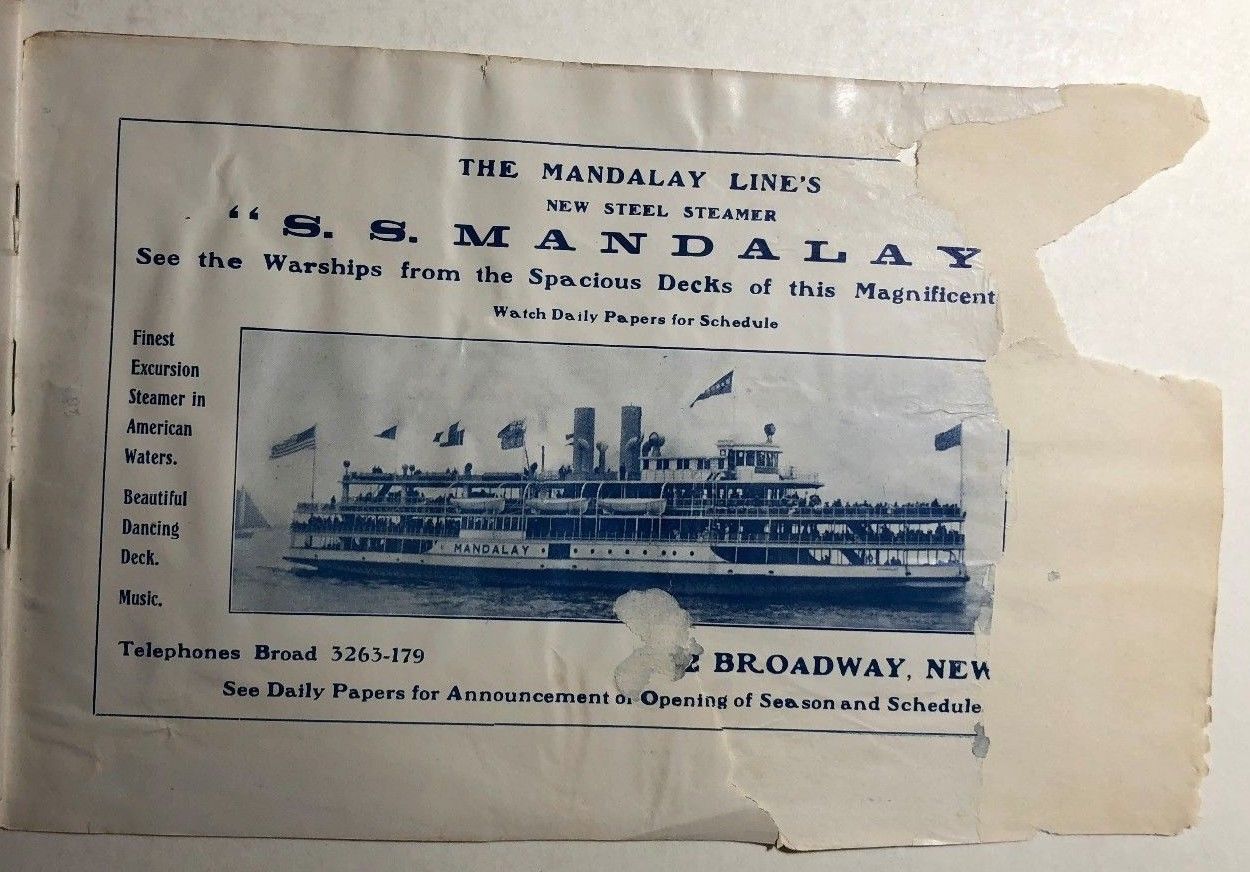 THE MANDALAY LINE'S
NEW STEEL STEAMER
“S. S. MANDALAY
See the Warships from the Spacious Decks of this Magnificent
Watch Daily Papers for Schedule
Finest
Excursion
Steamer in
American
Waters.
Beautiful
Dancing
Deck.
Music.
MANDALAY
Telephones Broad 3263-179
2 BROADWAY, NEW
See Daily Papers for Announcement of Opening of Season and Schedule